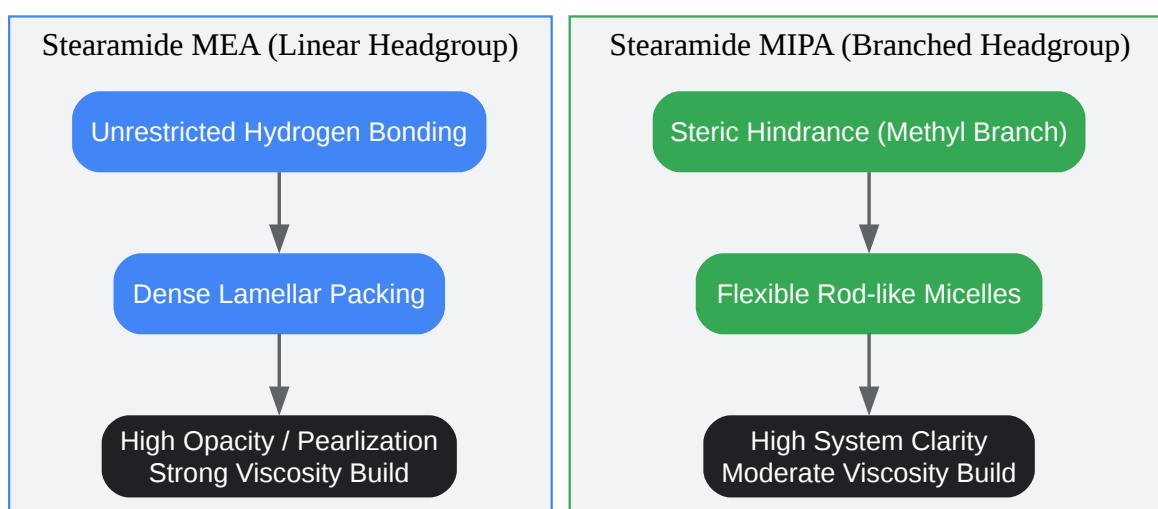 Stearamide MEA (Linear Headgroup)
Unrestricted Hydrogen Bonding
Dense Lamellar Packing
High Opacity / Pearlization
Strong Viscosity Build
Stearamide MIPA (Branched Headgroup)
Steric Hindrance (Methyl Branch)
Flexible Rod-like Micelles
High System Clarity
Moderate Viscosity Build